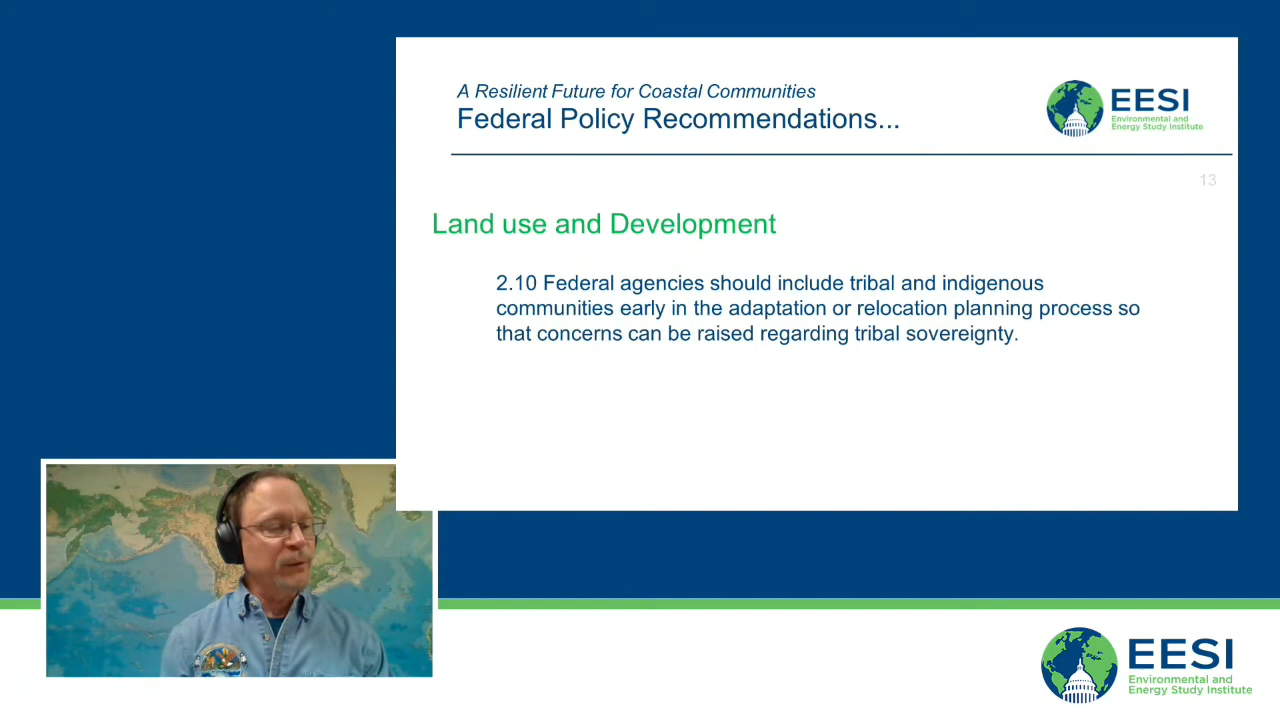 A Resilient Future for Coastal Communities
Federal Policy Recommendations...
EESI
Environmental and
Energy Study Institute
13
Land use and Development
2.10 Federal agencies should include tribal and indigenous
communities early in the adaptation or relocation planning process so
that concerns can be raised regarding tribal sovereignty.
EESI
Environmental and
Energy Study Institute